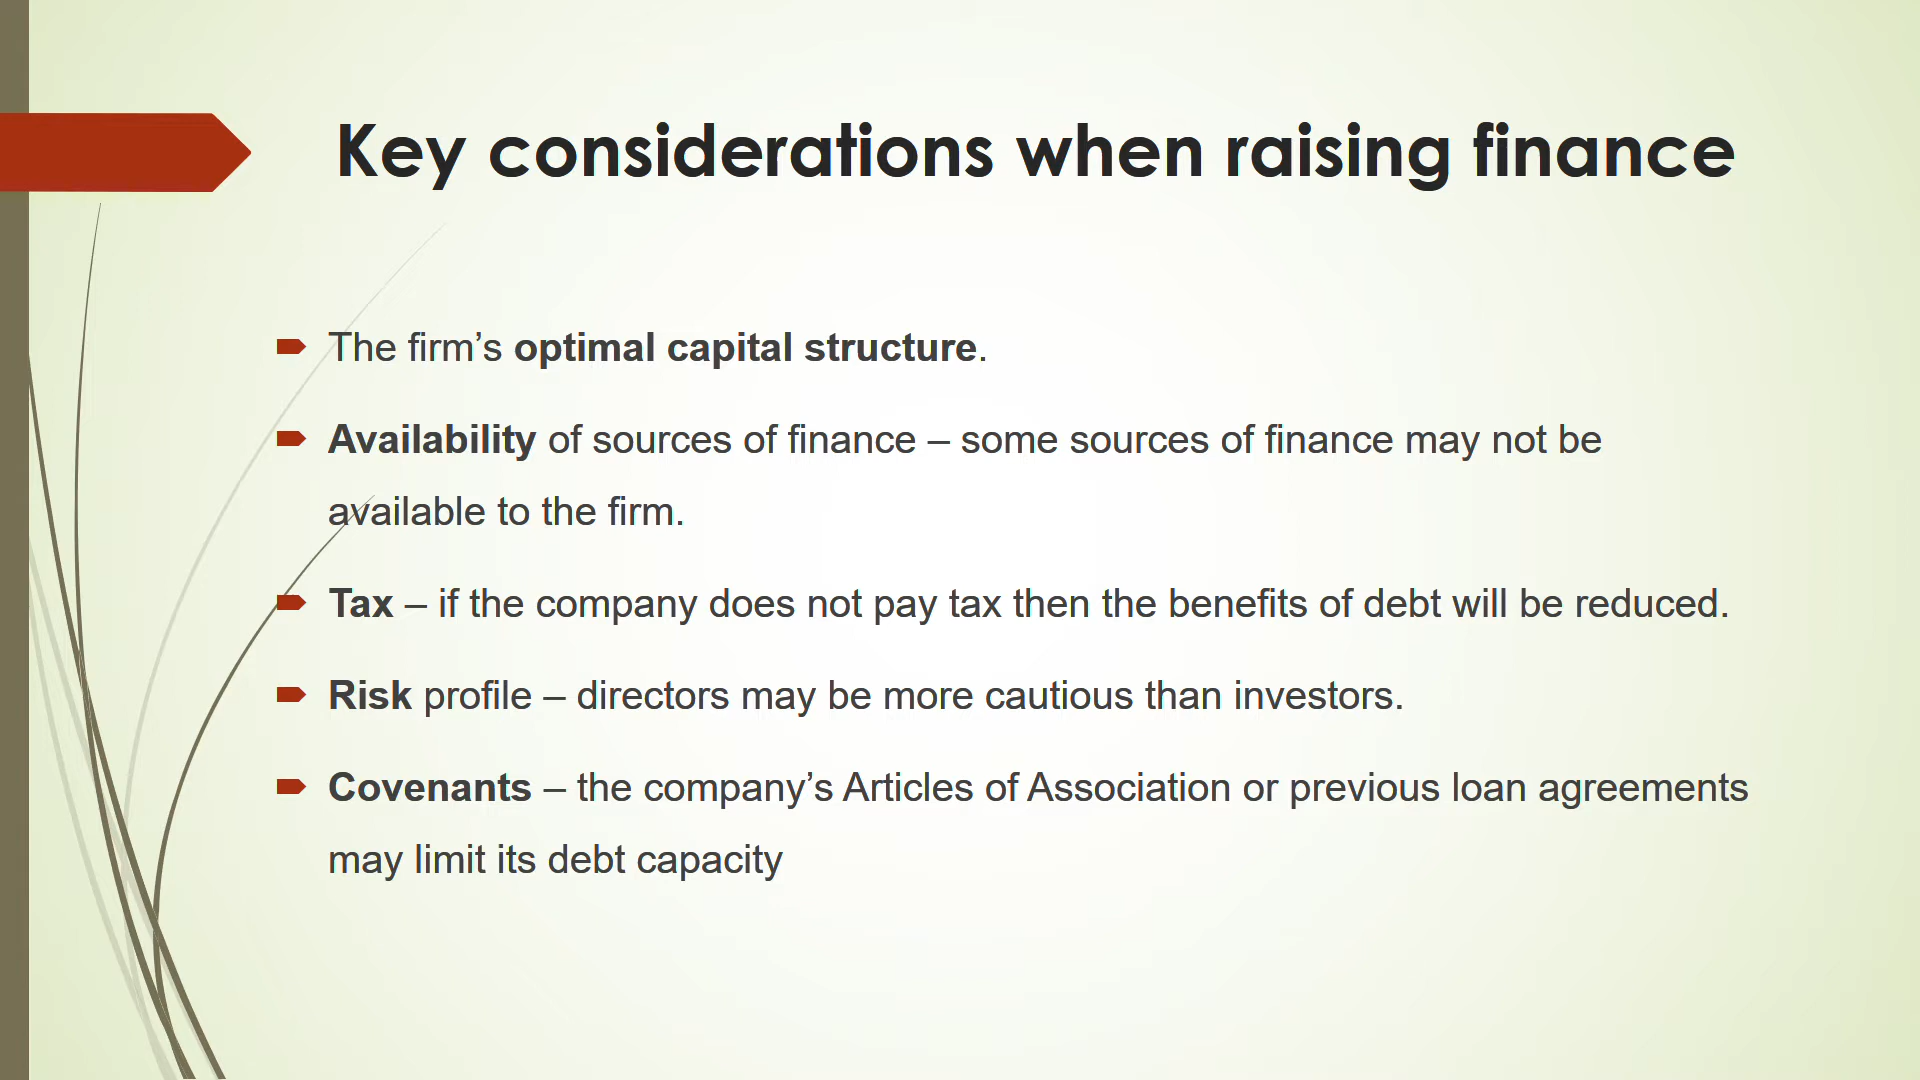 Key considerations when raising finance
The firm’s optimal capital structure.
Availability of sources of finance – some sources of finance may not be
available to the firm.
Tax – if the company does not pay tax then the benefits of debt will be reduced.
Risk profile – directors may be more cautious than investors.
Covenants – the company’s Articles of Association or previous loan agreements
may limit its debt capacity